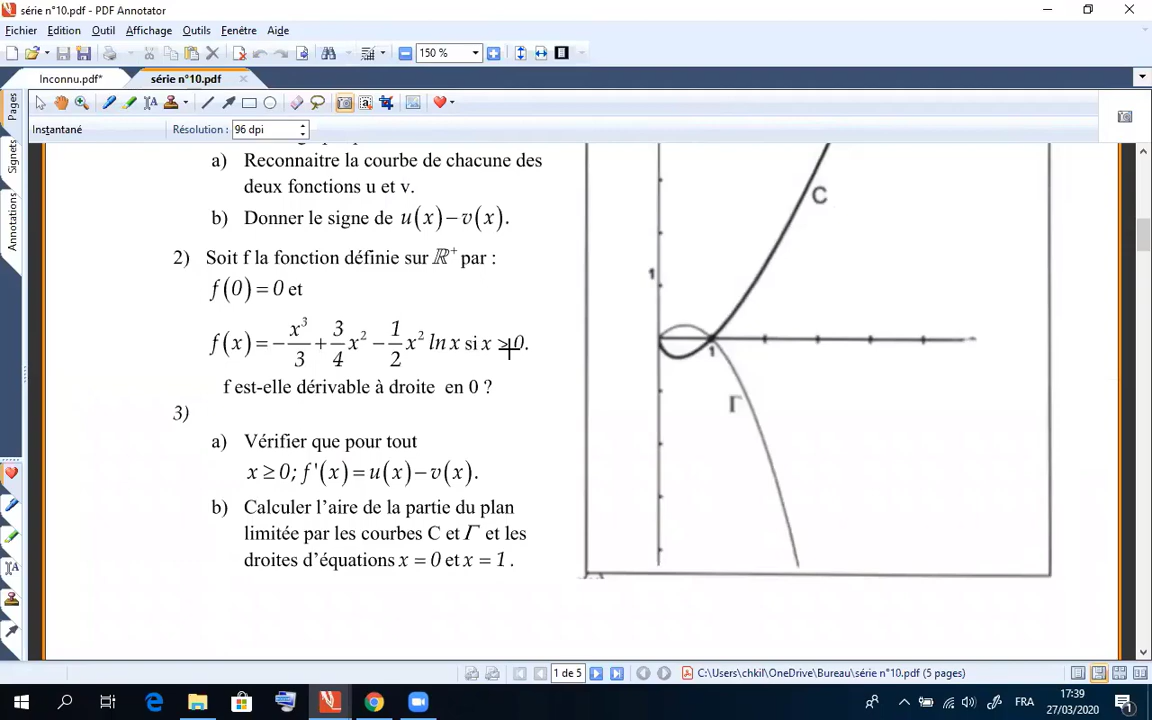 série n°10.pdf - PDF Annotator
Fichier Edition Outil Affichage Outils Fenêtre Aide
150 %
Inconnu.pdf* série n°10.pdf
Instantané Résolution : 96 dpi
Pages
Signets
Annotations
a) Reconnaitre la courbe de chacune des
deux fonctions u et v.
b) Donner le signe de u(x)−v(x).
2) Soit f la fonction définie sur ℝ⁺ par :
f(0) = 0 et
f(x) = −x³/3 + 3/4 x² − 1/2 x² ln x si x > 0.
f est-elle dérivable à droite en 0 ?
3)
a) Vérifier que pour tout
x ≥ 0; f'(x) = u(x)−v(x).
b) Calculer l'aire de la partie du plan
limitée par les courbes C et Γ et les
droites d'équations x = 0 et x = 1.
C
1
1
Γ
1 de 5
C:\Users\chkil\OneDrive\Bureau\série n°10.pdf (5 pages)
FRA
17:39
27/03/2020
1